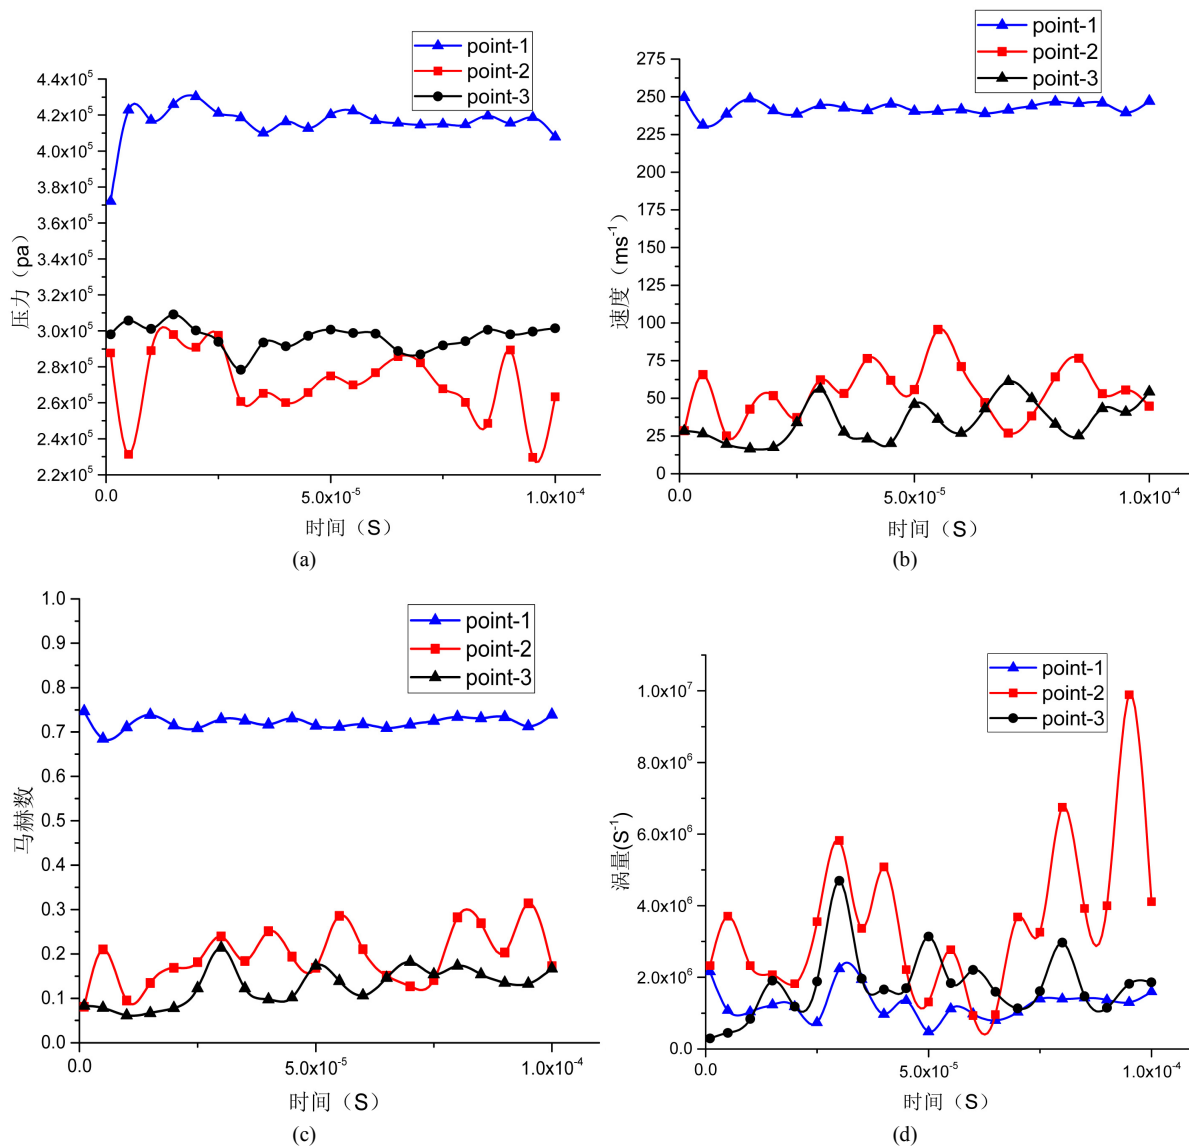 point-1
point-2
point-3
4.4x10⁵
4.2x10⁵
4.0x10⁵
3.8x10⁵
3.6x10⁵
3.4x10⁵
3.2x10⁵
3.0x10⁵
2.8x10⁵
2.6x10⁵
2.4x10⁵
2.2x10⁵
压力（pa）
0.0
5.0x10⁻⁵
1.0x10⁻⁴
时间（S）
(a)
point-1
point-2
point-3
275
250
225
200
175
150
125
100
75
50
25
0
速度（ms⁻¹）
0.0
5.0x10⁻⁵
1.0x10⁻⁴
时间（S）
(b)
point-1
point-2
point-3
1.0
0.9
0.8
0.7
0.6
0.5
0.4
0.3
0.2
0.1
0.0
马赫数
0.0
5.0x10⁻⁵
1.0x10⁻⁴
时间（S）
(c)
point-1
point-2
point-3
1.0x10⁷
8.0x10⁶
6.0x10⁶
4.0x10⁶
2.0x10⁶
0.0
涡量(S⁻¹)
0.0
5.0x10⁻⁵
1.0x10⁻⁴
时间（S）
(d)